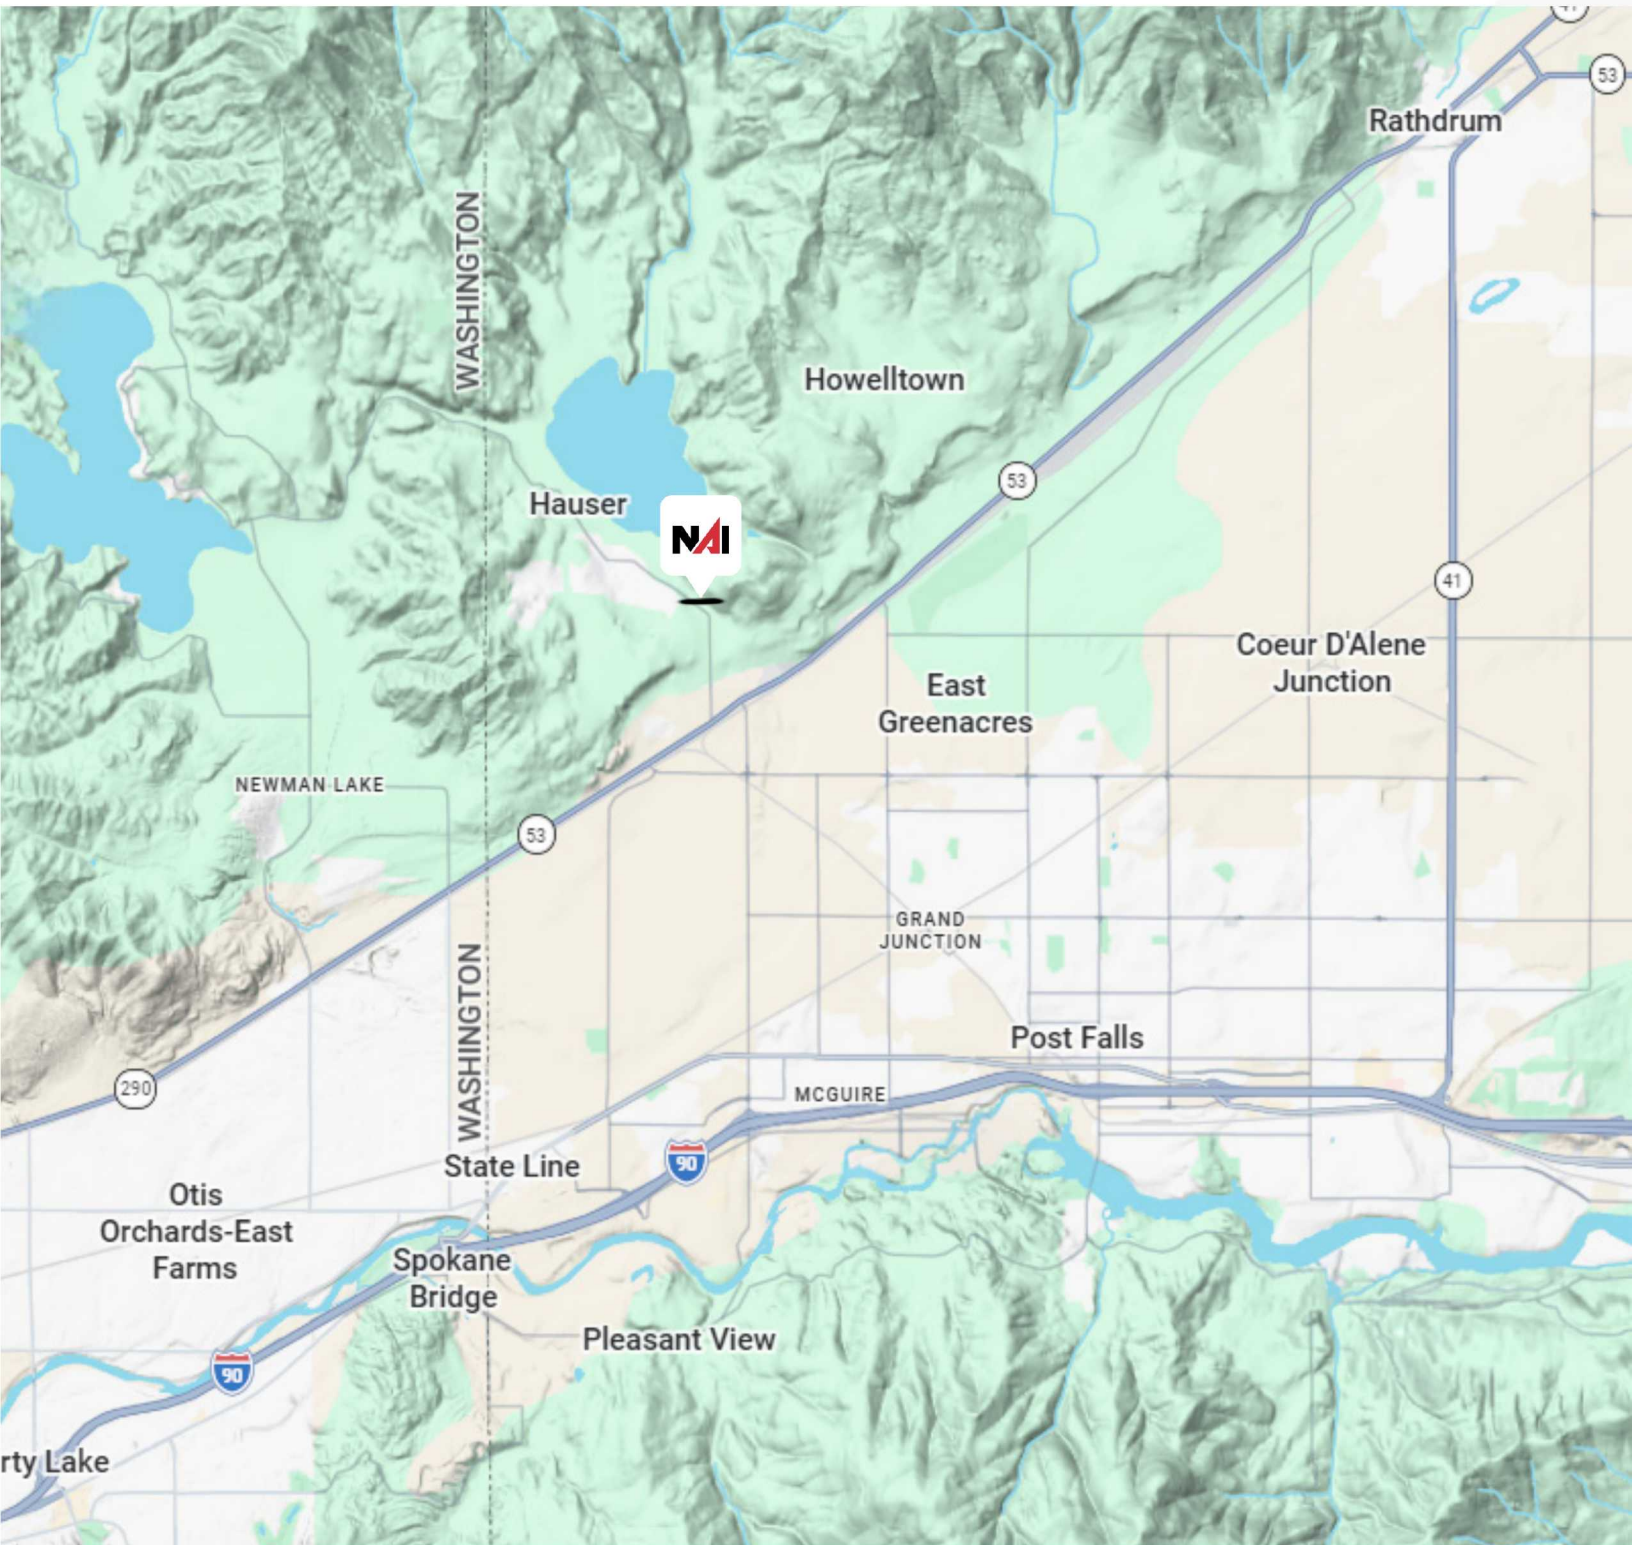 41
53
Rathdrum
WASHINGTON
Howelltown
53
Hauser
NAI
41
Coeur D'Alene
Junction
East
Greenacres
NEWMAN LAKE
53
GRAND
JUNCTION
WASHINGTON
Post Falls
290
MCGUIRE
90
State Line
Otis
Orchards-East
Farms
Spokane
Bridge
Pleasant View
90
rty Lake